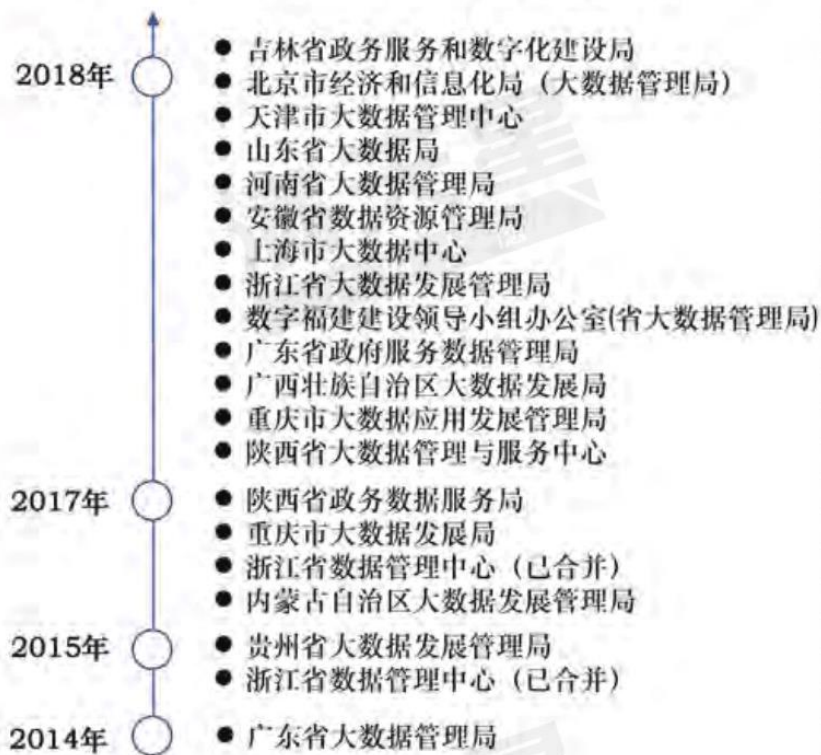 2018年
● 吉林省政务服务和数字化建设局
● 北京市经济和信息化局（大数据管理局）
● 天津市大数据管理中心
● 山东省大数据局
● 河南省大数据管理局
● 安徽省数据资源管理局
● 上海市大数据中心
● 浙江省大数据发展管理局
● 数字福建建设领导小组办公室(省大数据管理局)
● 广东省政府服务数据管理局
● 广西壮族自治区大数据发展局
● 重庆市大数据应用发展管理局
● 陕西省大数据管理与服务中心
2017年
● 陕西省政务数据服务局
● 重庆市大数据发展局
● 浙江省数据管理中心（已合并）
● 内蒙古自治区大数据发展管理局
2015年
● 贵州省大数据发展管理局
● 浙江省数据管理中心（已合并）
2014年
● 广东省大数据管理局